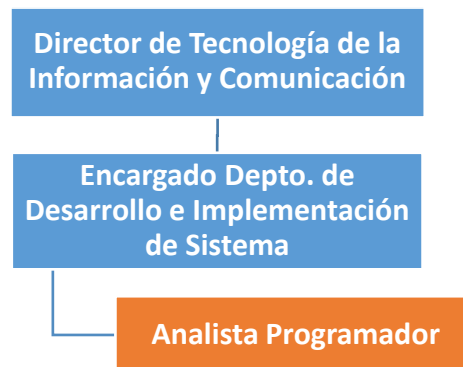 Director de Tecnología de la
Información y Comunicación
Encargado Depto. de
Desarrollo e Implementación
de Sistema
Analista Programador